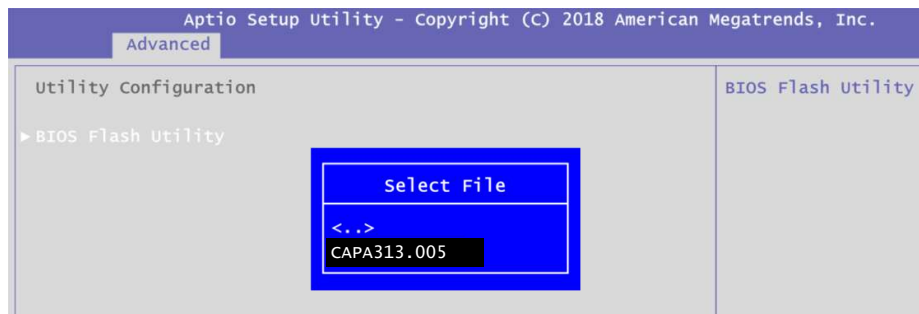 Aptio Setup Utility - Copyright (C) 2018 American Megatrends, Inc.
Advanced
Utility Configuration
BIOS Flash Utility
►BIOS Flash Utility
Select File
<..>
CAPA313.005